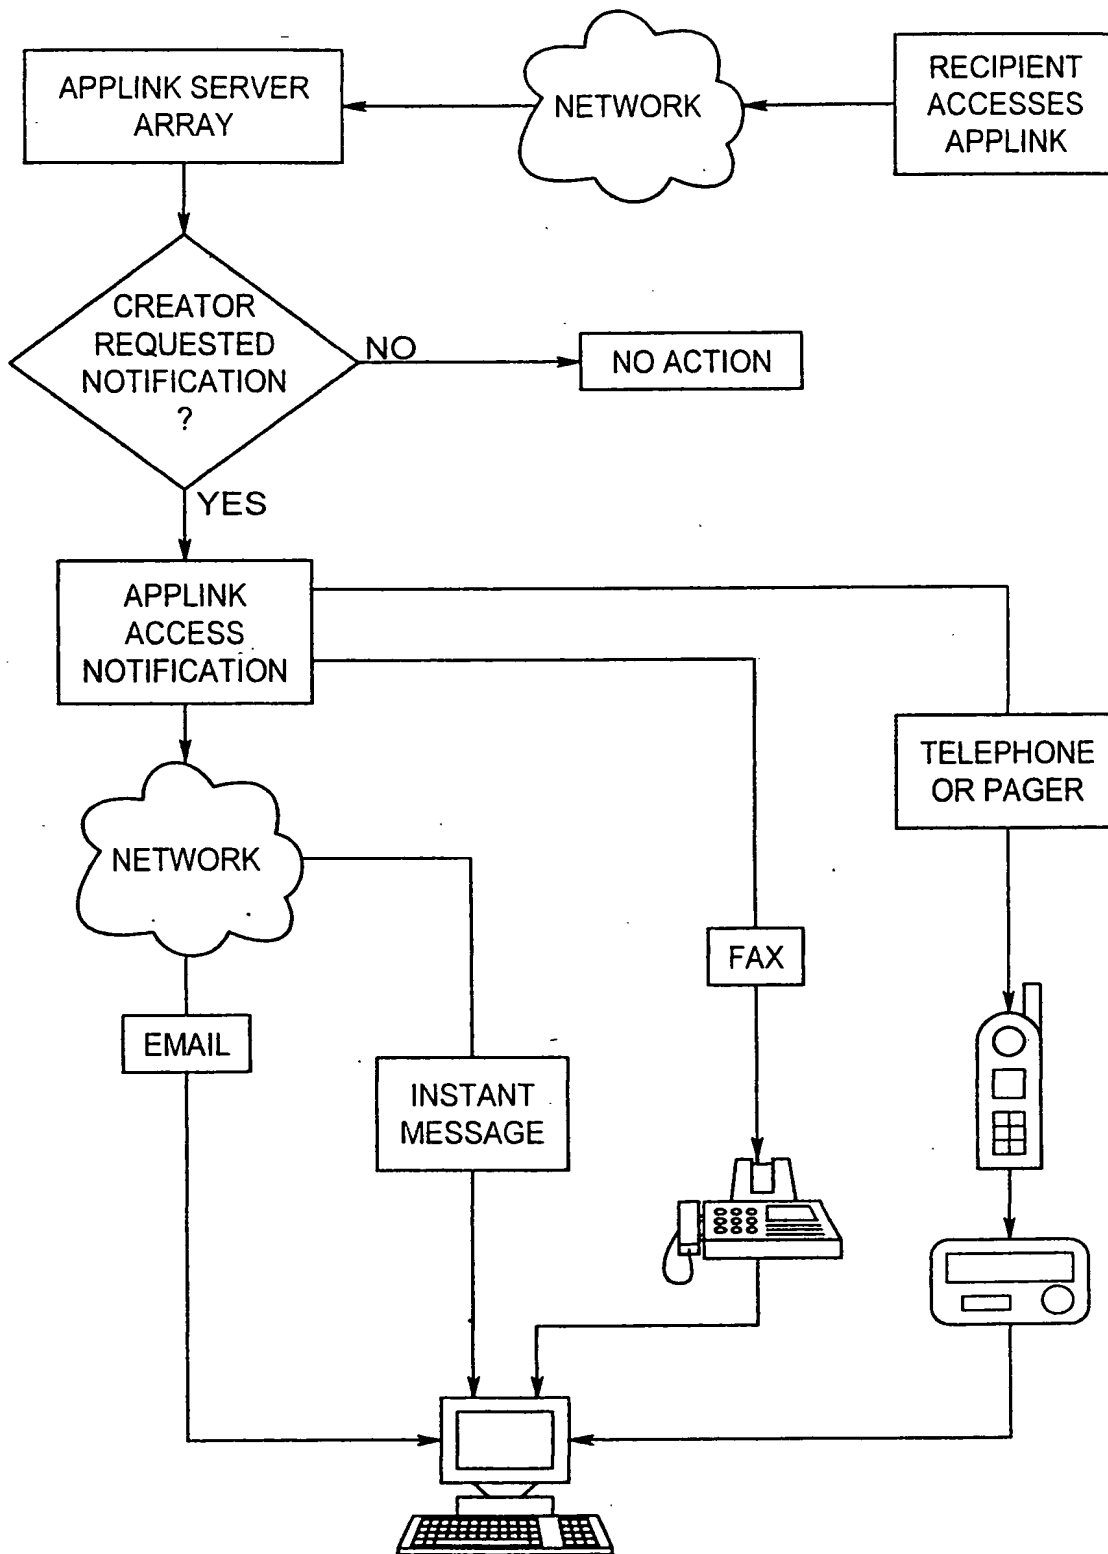 APPLINK SERVER
ARRAY
NETWORK
RECIPIENT
ACCESSES
APPLINK
CREATOR
REQUESTED
NOTIFICATION
?
NO
NO ACTION
YES
APPLINK
ACCESS
NOTIFICATION
TELEPHONE
OR PAGER
NETWORK
FAX
EMAIL
INSTANT
MESSAGE